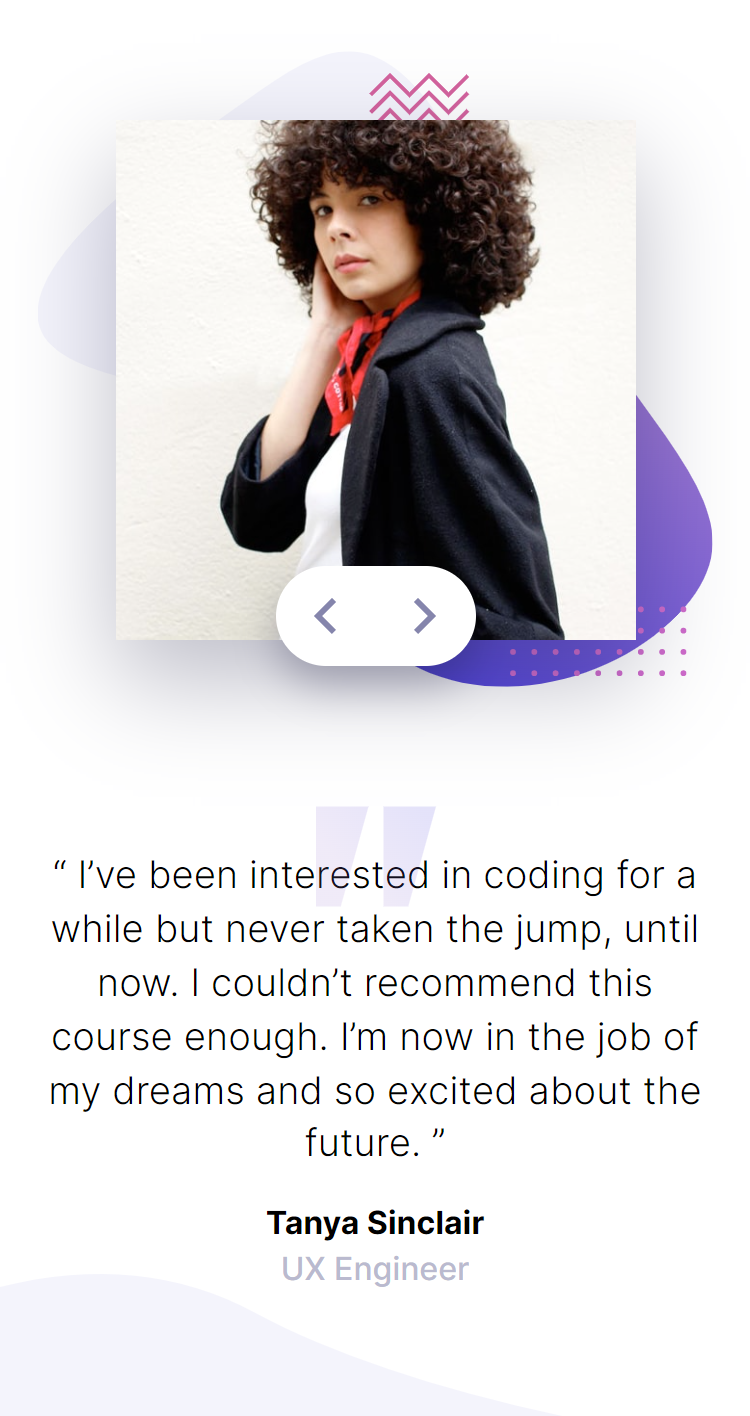 “ I’ve been interested in coding for a
while but never taken the jump, until
now. I couldn’t recommend this
course enough. I’m now in the job of
my dreams and so excited about the
future. ”
Tanya Sinclair
UX Engineer